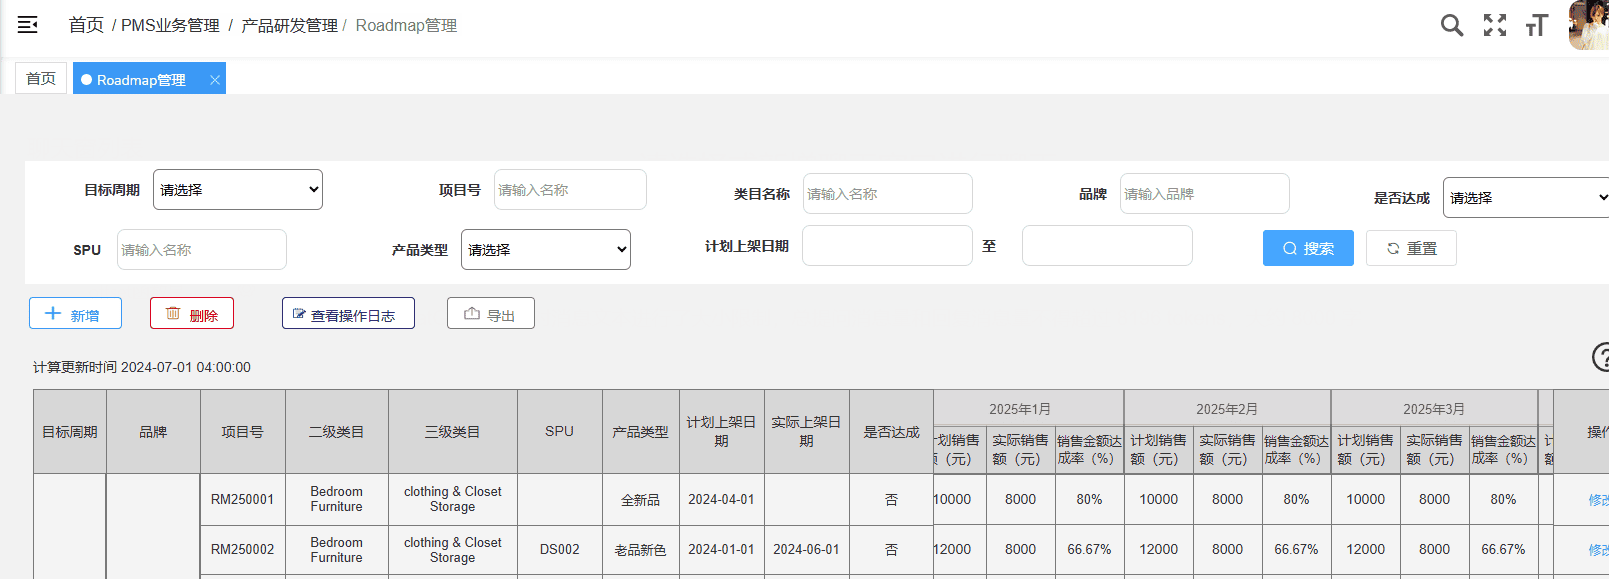 首页 / PMS业务管理 / 产品研发管理 / Roadmap管理
首页 Roadmap管理
目标周期 请选择 项目号 请输入名称 类目名称 请输入名称 品牌 请输入品牌 是否达成 请选择
SPU 请输入名称 产品类型 请选择 计划上架日期 至 搜索 重置
新增 删除 查看操作日志 导出
计算更新时间 2024-07-01 04:00:00
目标周期 品牌 项目号 二级类目 三级类目 SPU 产品类型 计划上架日期 实际上架日期 是否达成 2025年1月 2025年2月 2025年3月
计划销售额（元） 实际销售额（元） 销售金额达成率（%） 计划销售额（元） 实际销售额（元） 销售金额达成率（%） 计划销售额（元） 实际销售额（元） 销售金额达成率（%） 操作
RM250001 Bedroom Furniture clothing & Closet Storage 全新品 2024-04-01 否 10000 8000 80% 10000 8000 80% 10000 8000 80% 修改
RM250002 Bedroom Furniture clothing & Closet Storage DS002 老品新色 2024-01-01 2024-06-01 否 12000 8000 66.67% 12000 8000 66.67% 12000 8000 66.67% 修改